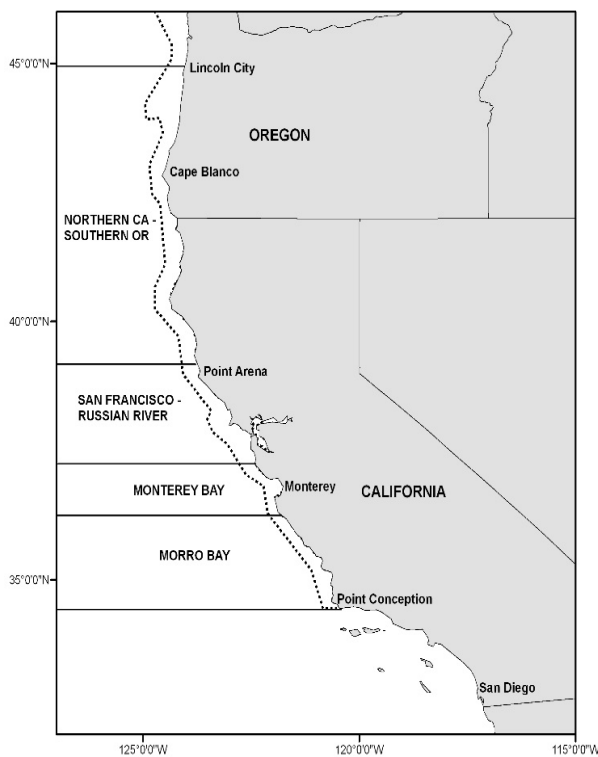 45°0'0"N
Lincoln City
OREGON
Cape Blanco
NORTHERN CA -
SOUTHERN OR
40°0'0"N
Point Arena
SAN FRANCISCO -
RUSSIAN RIVER
Monterey
MONTEREY BAY
CALIFORNIA
MORRO BAY
35°0'0"N
Point Conception
San Diego
125°0'0"W
120°0'0"W
115°0'0"W